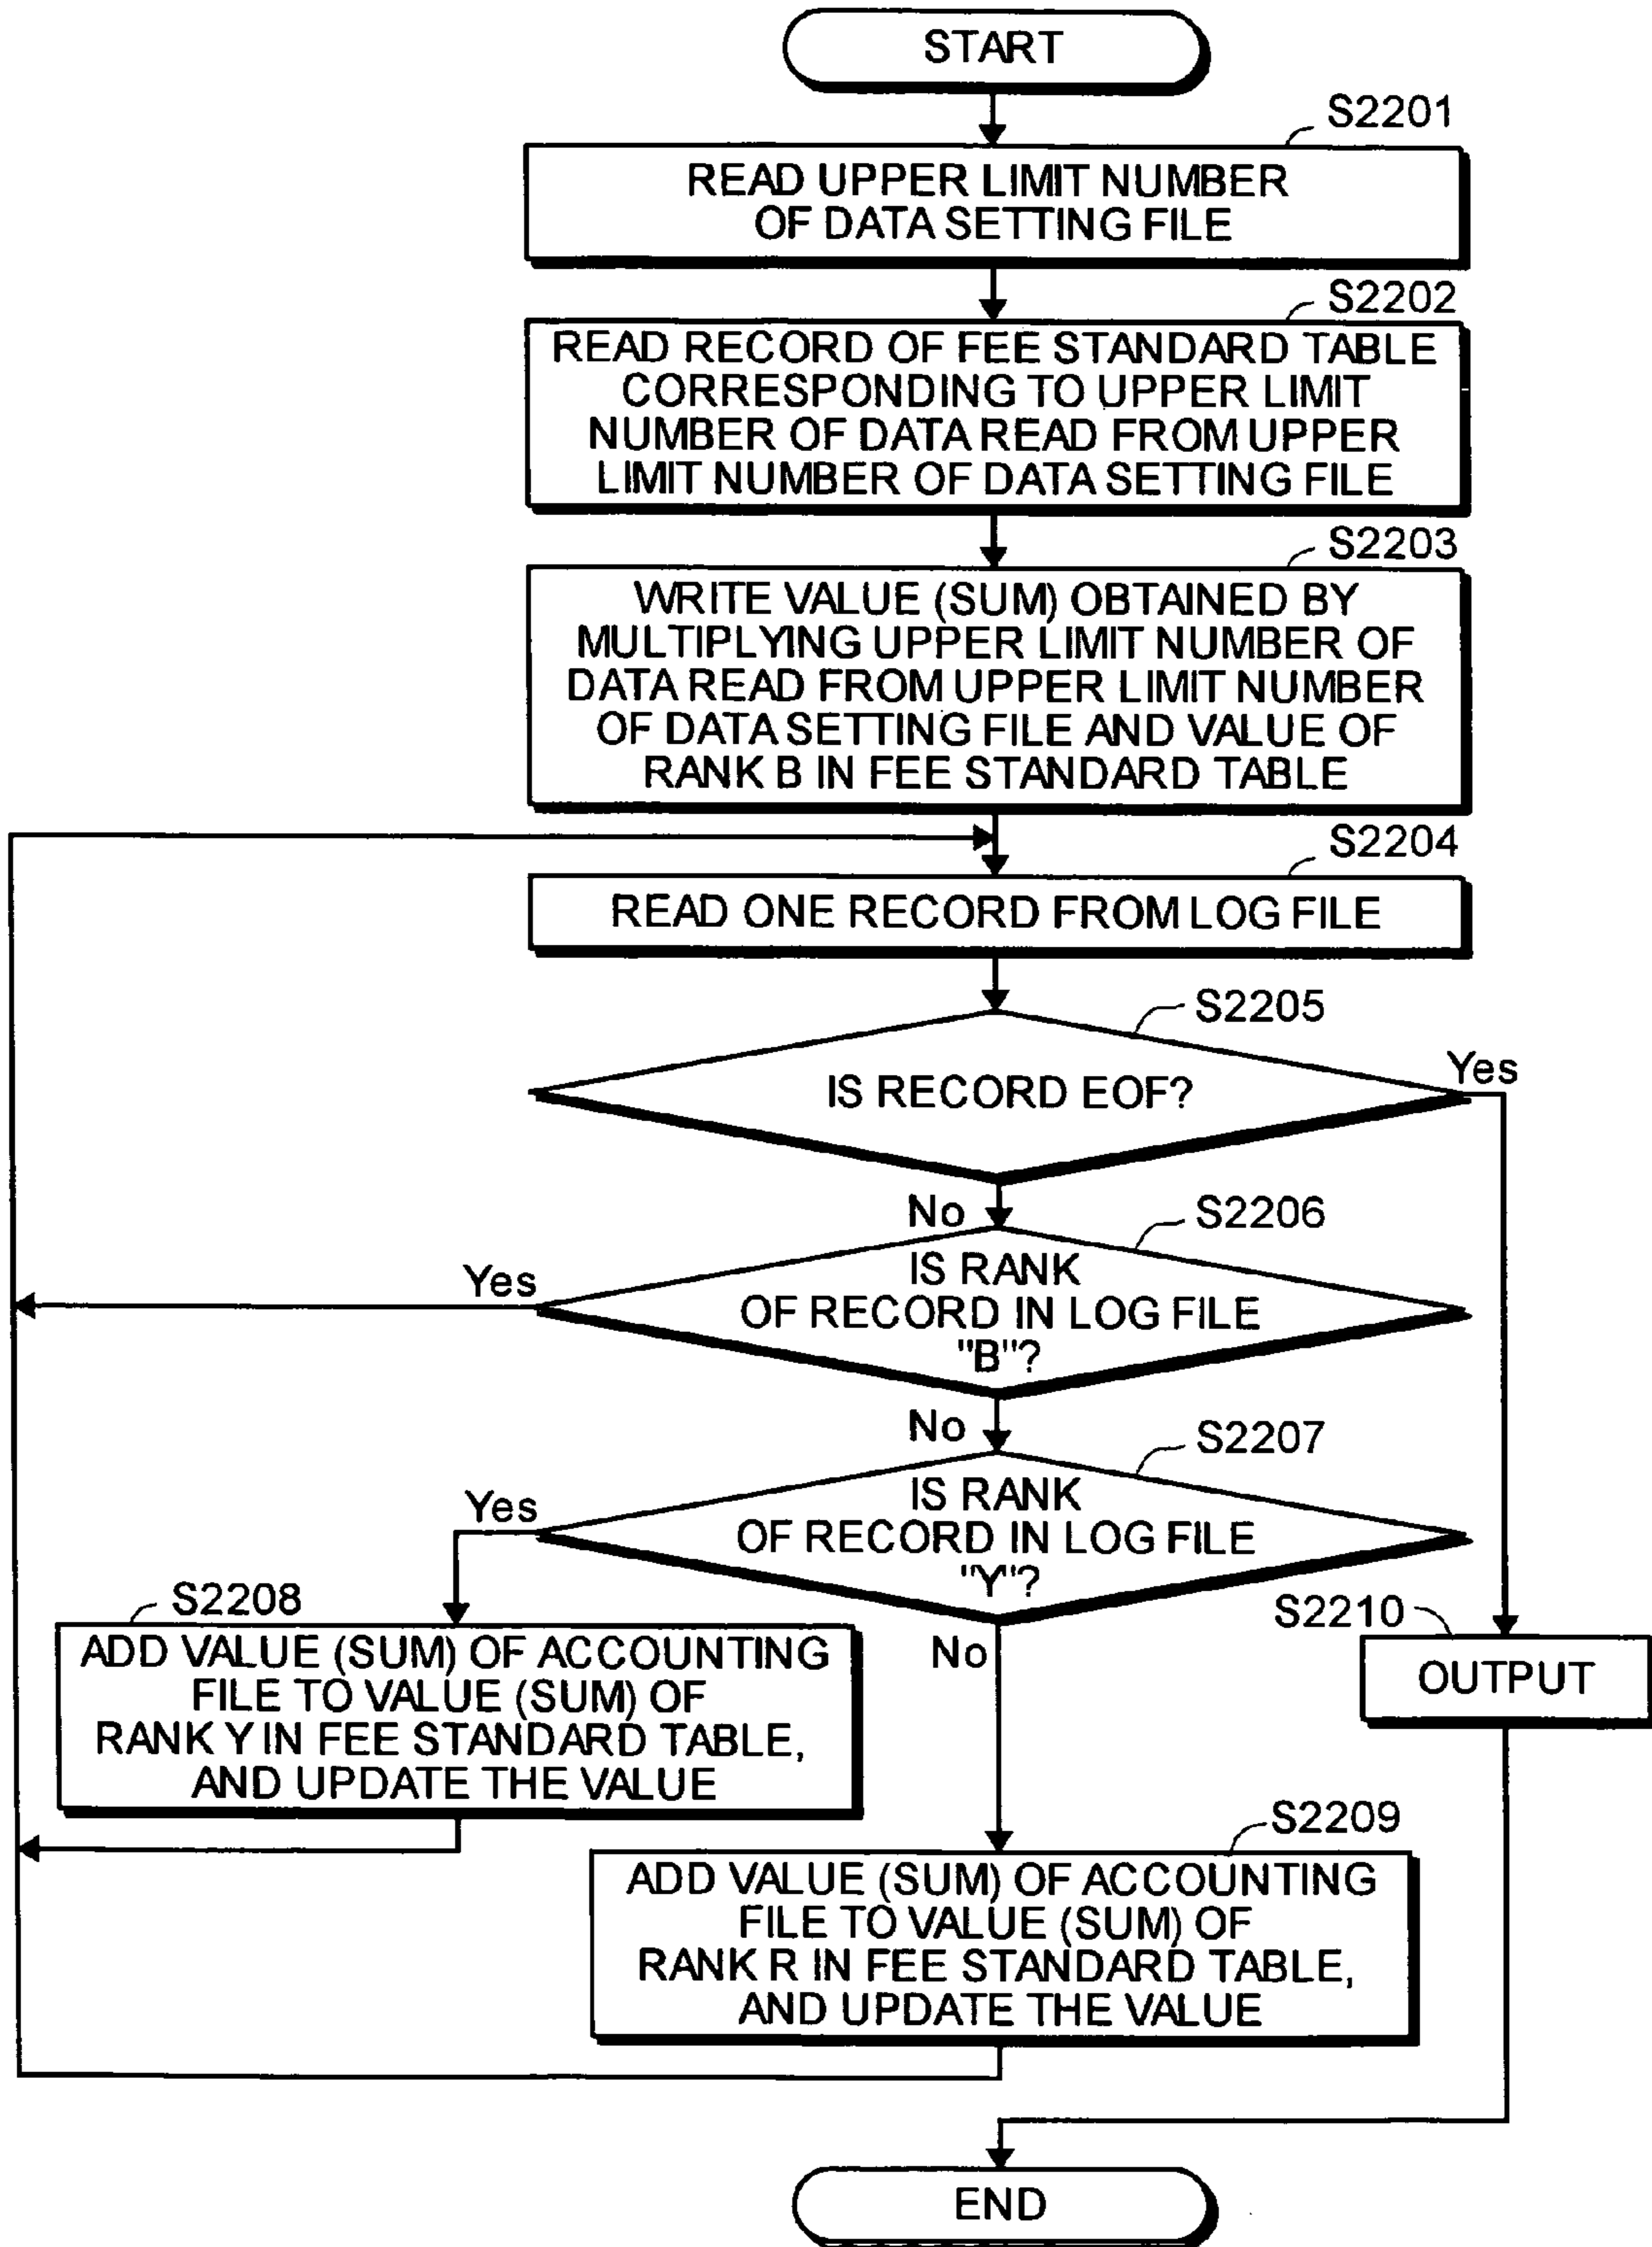 START
S2201
READ UPPER LIMIT NUMBER
OF DATA SETTING FILE
S2202
READ RECORD OF FEE STANDARD TABLE
CORRESPONDING TO UPPER LIMIT
NUMBER OF DATA READ FROM UPPER
LIMIT NUMBER OF DATA SETTING FILE
S2203
WRITE VALUE (SUM) OBTAINED BY
MULTIPLYING UPPER LIMIT NUMBER OF
DATA READ FROM UPPER LIMIT NUMBER
OF DATA SETTING FILE AND VALUE OF
RANK B IN FEE STANDARD TABLE
S2204
READ ONE RECORD FROM LOG FILE
S2205
IS RECORD EOF?
Yes
No
S2206
IS RANK
OF RECORD IN LOG FILE
"B"?
Yes
No
S2207
IS RANK
OF RECORD IN LOG FILE
"Y"?
Yes
No
S2208
ADD VALUE (SUM) OF ACCOUNTING
FILE TO VALUE (SUM) OF
RANK Y IN FEE STANDARD TABLE,
AND UPDATE THE VALUE
S2210
OUTPUT
S2209
ADD VALUE (SUM) OF ACCOUNTING
FILE TO VALUE (SUM) OF
RANK R IN FEE STANDARD TABLE,
AND UPDATE THE VALUE
END